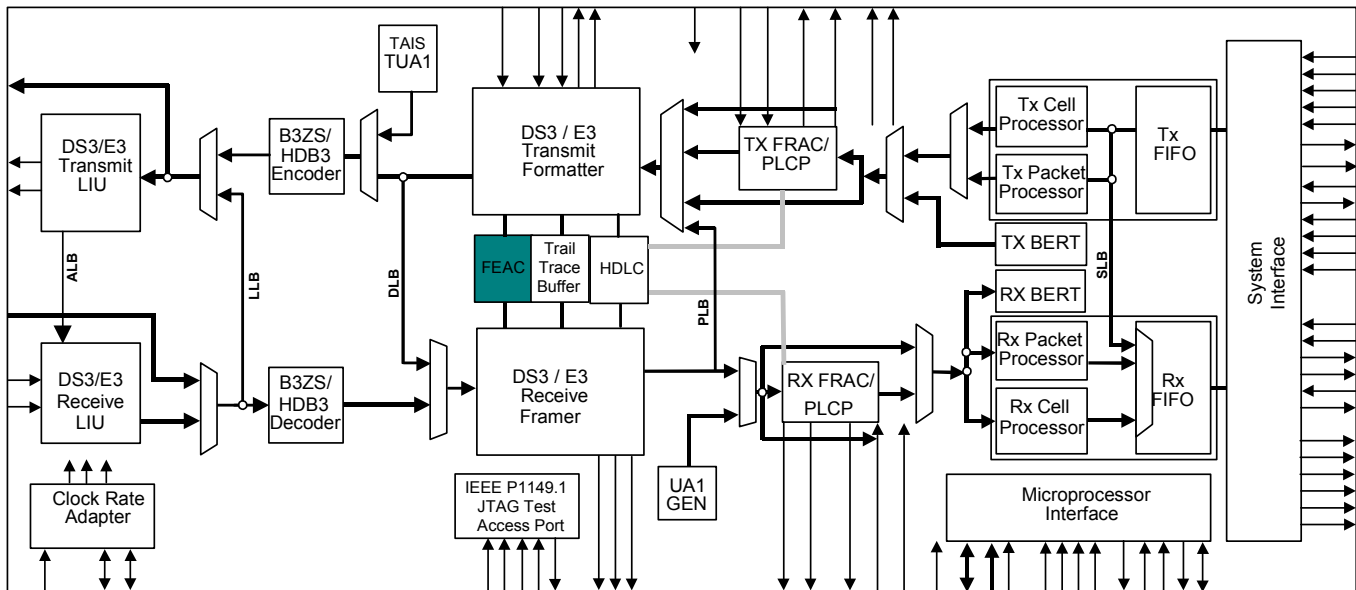 TAIS
TUA1
DS3/E3
Transmit
LIU
B3ZS/
HDB3
Encoder
DS3 / E3
Transmit
Formatter
TX FRAC/
PLCP
Tx Cell
Processor
Tx Packet
Processor
Tx
FIFO
TX BERT
RX BERT
ALB
LLB
DLB
FEAC
Trail
Trace
Buffer
HDLC
PLB
SLB
System
Interface
DS3/E3
Receive
LIU
B3ZS/
HDB3
Decoder
DS3 / E3
Receive
Framer
RX FRAC/
PLCP
Rx Packet
Processor
Rx Cell
Processor
Rx
FIFO
Clock Rate
Adapter
IEEE P1149.1
JTAG Test
Access Port
UA1
GEN
Microprocessor
Interface